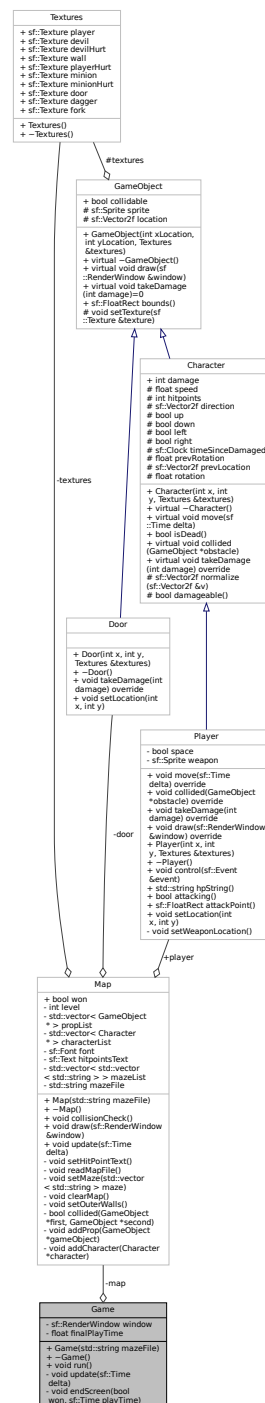 Textures
+ sf::Texture player
+ sf::Texture devil
+ sf::Texture devilHurt
+ sf::Texture wall
+ sf::Texture playerHurt
+ sf::Texture minion
+ sf::Texture minionHurt
+ sf::Texture door
+ sf::Texture dagger
+ sf::Texture fork
+ Textures()
+ ~Textures()
#textures
GameObject
+ bool collidable
# sf::Sprite sprite
# sf::Vector2f location
+ GameObject(int xLocation,
int yLocation, Textures
&textures)
+ virtual ~GameObject()
+ virtual void draw(sf
::RenderWindow &window)
+ virtual void takeDamage
(int damage)=0
+ sf::FloatRect bounds()
# void setTexture(sf
::Texture &texture)
Character
+ int damage
# float speed
# int hitpoints
# sf::Vector2f direction
# bool up
# bool down
# bool left
# bool right
# sf::Clock timeSinceDamaged
# float prevRotation
# sf::Vector2f prevLocation
# float rotation
+ Character(int x, int
y, Textures &textures)
+ virtual ~Character()
+ virtual void move(sf
::Time delta)
+ bool isDead()
+ virtual void collided
(GameObject *obstacle)
+ virtual void takeDamage
(int damage) override
# sf::Vector2f normalize
(sf::Vector2f &v)
# bool damageable()
-textures
Door
+ Door(int x, int y,
Textures &textures)
+ ~Door()
+ void takeDamage(int
damage) override
+ void setLocation(int
x, int y)
Player
- bool space
- sf::Sprite weapon
+ void move(sf::Time
delta) override
+ void collided(GameObject
*obstacle) override
+ void takeDamage(int
damage) override
+ void draw(sf::RenderWindow
&window) override
+ Player(int x, int
y, Textures &textures)
+ ~Player()
+ void control(sf::Event
&event)
+ std::string hpString()
+ bool attacking()
+ sf::FloatRect attackPoint()
+ void setLocation(int
x, int y)
- void setWeaponLocation()
-door
+player
Map
+ bool won
- int level
- std::vector< GameObject
* > propList
- std::vector< Character
* > characterList
- sf::Font font
- sf::Text hitpointsText
- std::vector< std::vector
< std::string > > mazeList
- std::string mazeFile
+ Map(std::string mazeFile)
+ ~Map()
+ void collisionCheck()
+ void draw(sf::RenderWindow
&window)
+ void update(sf::Time
delta)
- void setHitPointText()
- void readMapFile()
- void setMaze(std::vector
< std::string > maze)
- void clearMap()
- void setOuterWalls()
- bool collided(GameObject
*first, GameObject *second)
- void addProp(GameObject
*gameObject)
- void addCharacter(Character
*character)
-map
Game
- sf::RenderWindow window
- float finalPlayTime
+ Game(std::string mazeFile)
+ ~Game()
+ void run()
- void update(sf::Time
delta)
- void endScreen(bool
won, sf::Time playTime)